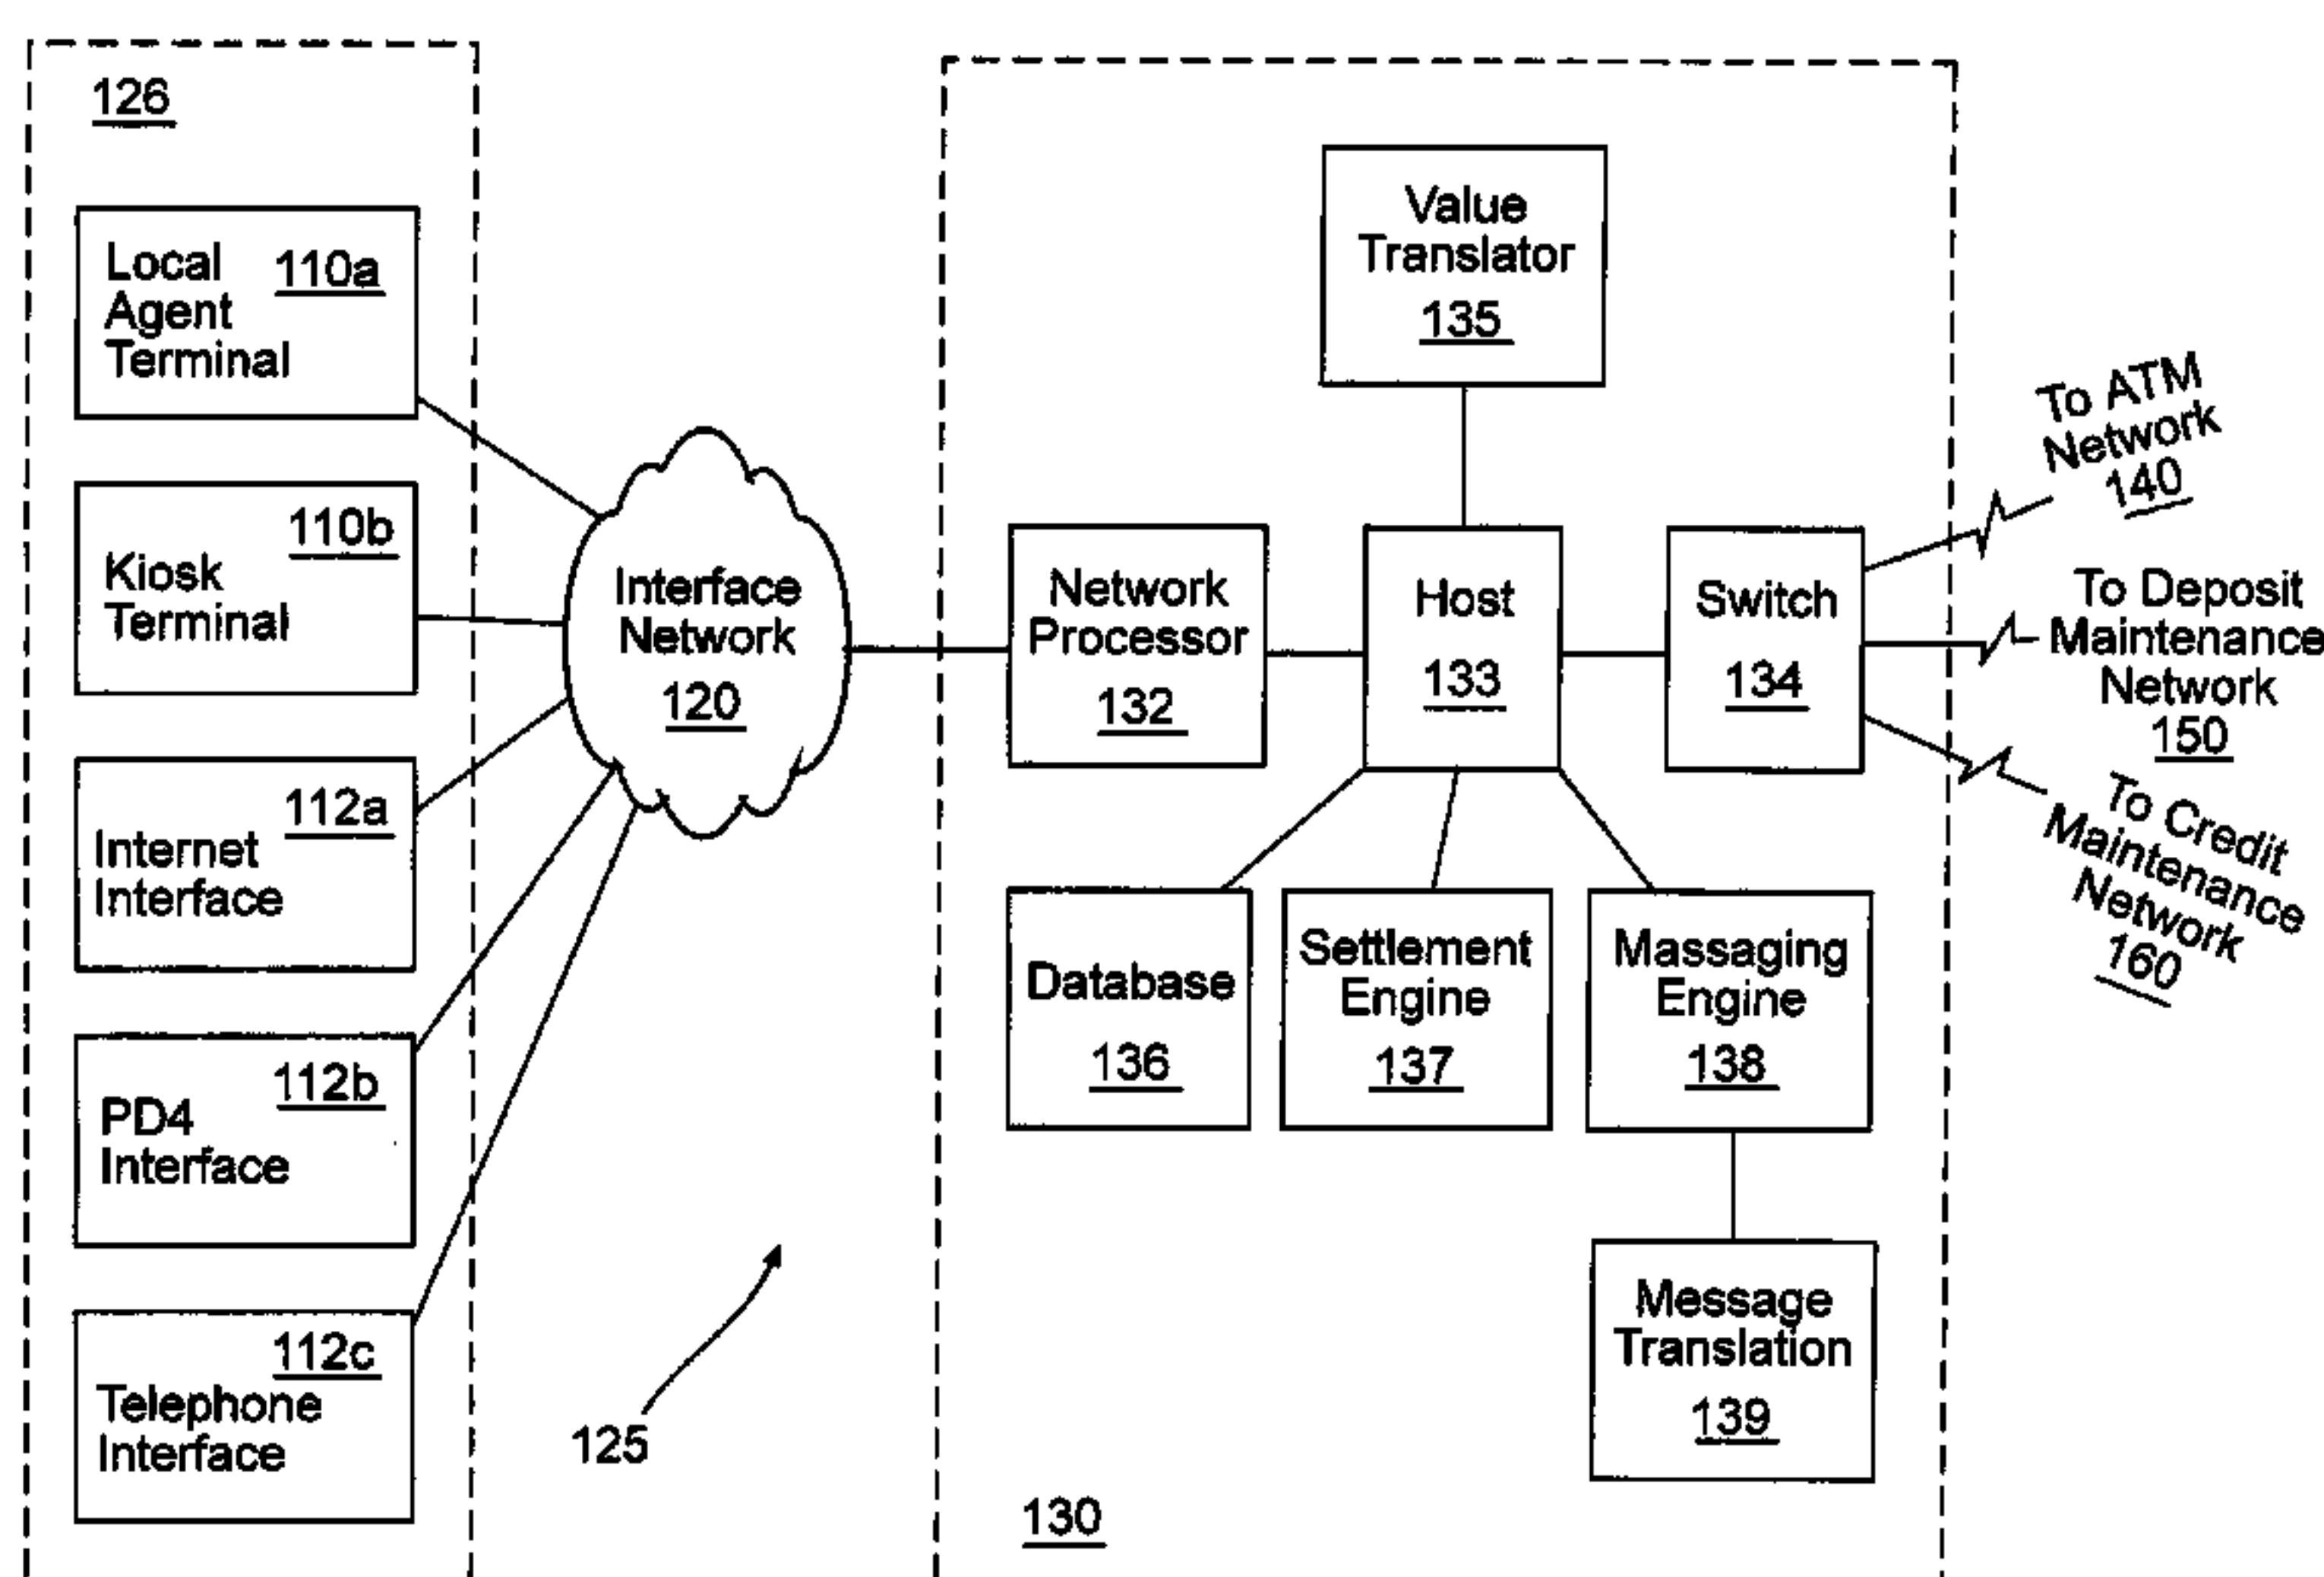 126
Local
Agent
Terminal
110a
110b
Kiosk
Terminal
112a
Internet
Interface
112b
PD4
Interface
112c
Telephone
Interface
Interface
Network
120
125
130
Value
Translator
135
Network
Processor
132
Host
133
Switch
134
Database
136
Settlement
Engine
137
Massaging
Engine
138
Message
Translation
139
To ATM
Network
140
To Deposit
Maintenance
Network
150
To Credit
Maintenance
Network
160